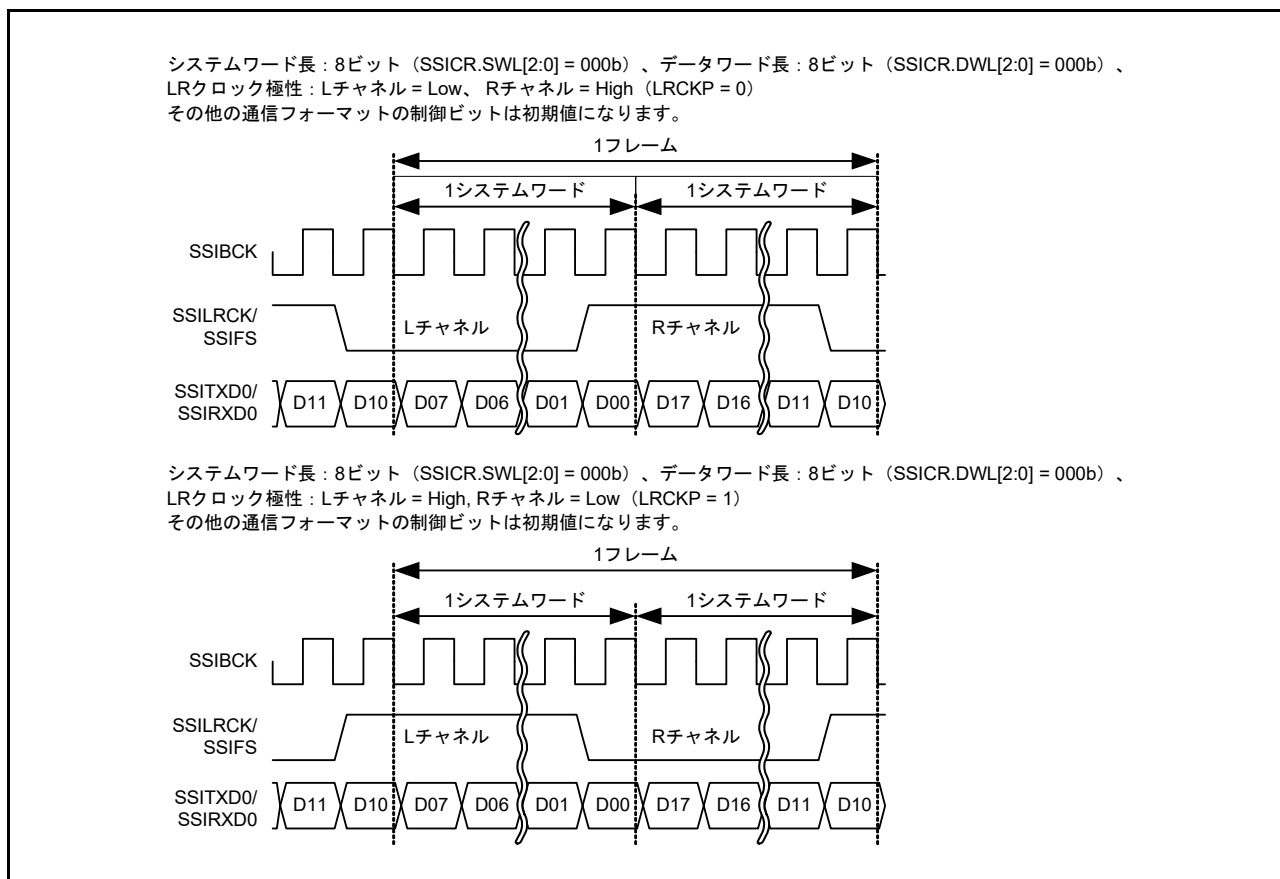 システムワード長：8ビット（SSICR.SWL[2:0] = 000b）、データワード長：8ビット（SSICR.DWL[2:0] = 000b）、
LRクロック極性：Lチャネル = Low、 Rチャネル = High（LRCKP = 0）
その他の通信フォーマットの制御ビットは初期値になります。
1フレーム
1システムワード 1システムワード
SSIBCK
SSILRCK/
SSIFS
Lチャネル Rチャネル
SSITXD0/
SSIRXD0
D11 D10 D07 D06 D01 D00 D17 D16 D11 D10
システムワード長：8ビット（SSICR.SWL[2:0] = 000b）、データワード長：8ビット（SSICR.DWL[2:0] = 000b）、
LRクロック極性：Lチャネル = High, Rチャネル = Low（LRCKP = 1）
その他の通信フォーマットの制御ビットは初期値になります。
1フレーム
1システムワード 1システムワード
SSIBCK
SSILRCK/
SSIFS
Lチャネル Rチャネル
SSITXD0/
SSIRXD0
D11 D10 D07 D06 D01 D00 D17 D16 D11 D10